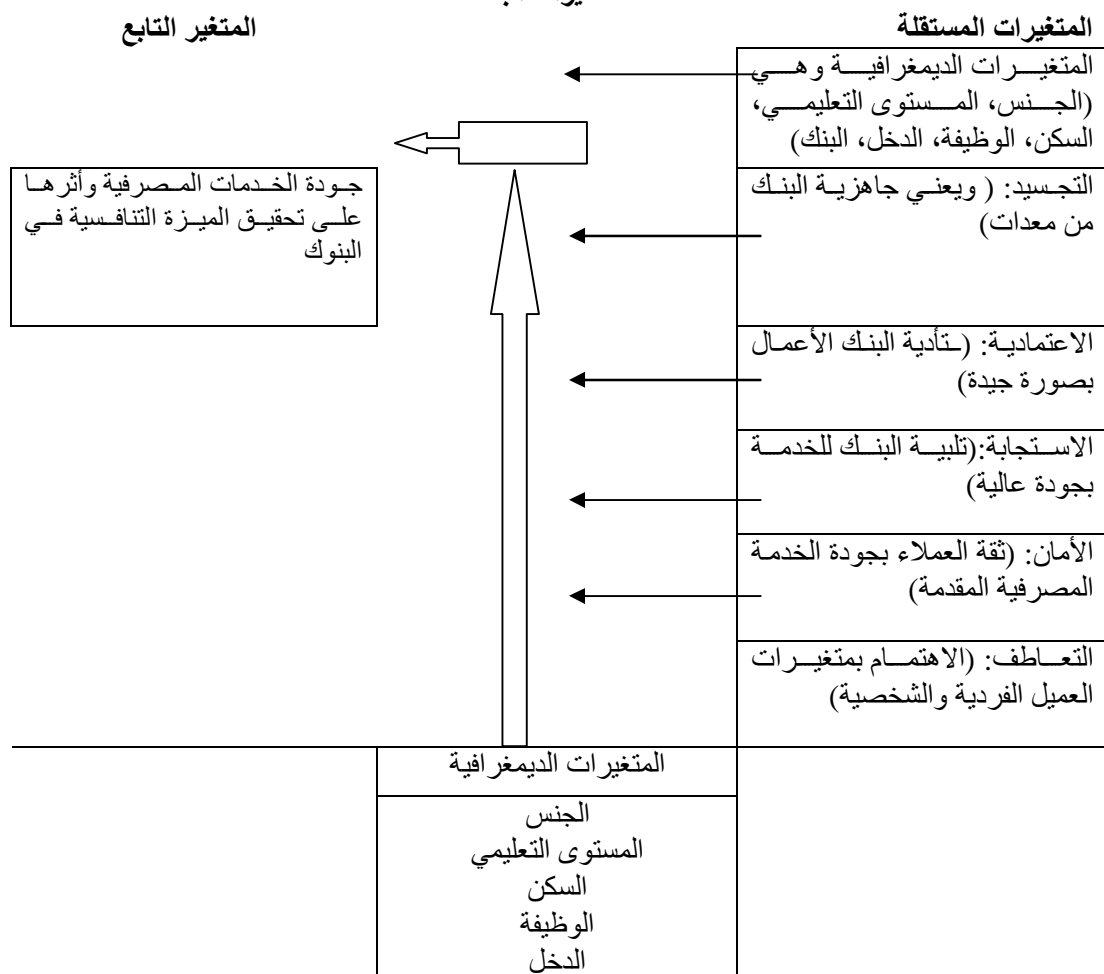 المتغيرات المستقلة
المتغير التابع
المتغيرات الديمغرافية وهي
(الجنس، المستوى التعليمي،
السكن، الوظيفة، الدخل، البنك)
التجسيد: ( ويعني جاهزية البنك
من معدات)
جودة الخدمات المصرفية وأثرها
على تحقيق الميزة التنافسية في
البنوك
الاعتمادية: (بتأدية البنك الأعمال
بصورة جيدة)
الاستجابة:(تلبية البنك للخدمة
بجودة عالية)
الأمان: (ثقة العملاء بجودة الخدمة
المصرفية المقدمة)
التعاطف: (الاهتمام بمتغيرات
العميل الفردية والشخصية)
المتغيرات الديمغرافية
الجنس
المستوى التعليمي
السكن
الوظيفة
الدخل